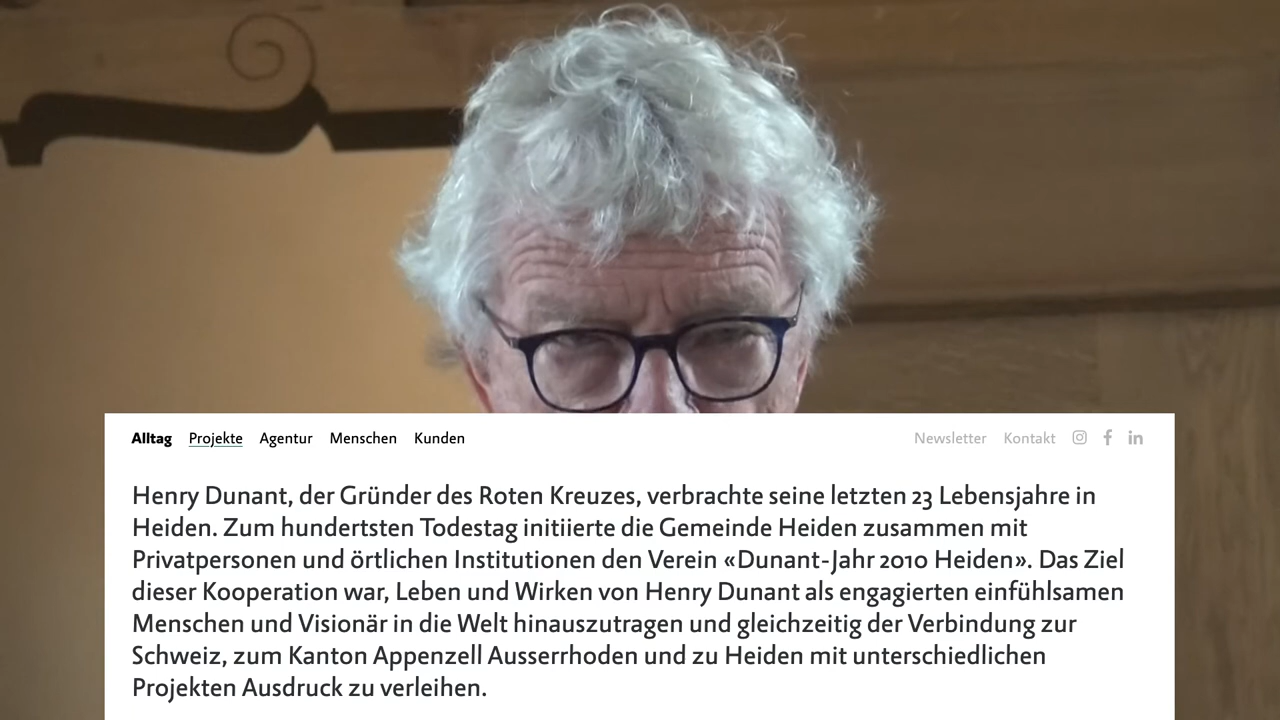 Alltag Projekte Agentur Menschen Kunden Newsletter Kontakt
Henry Dunant, der Gründer des Roten Kreuzes, verbrachte seine letzten 23 Lebensjahre in
Heiden. Zum hundertsten Todestag initiierte die Gemeinde Heiden zusammen mit
Privatpersonen und örtlichen Institutionen den Verein «Dunant-Jahr 2010 Heiden». Das Ziel
dieser Kooperation war, Leben und Wirken von Henry Dunant als engagierten einfühlsamen
Menschen und Visionär in die Welt hinauszutragen und gleichzeitig der Verbindung zur
Schweiz, zum Kanton Appenzell Ausserrhoden und zu Heiden mit unterschiedlichen
Projekten Ausdruck zu verleihen.